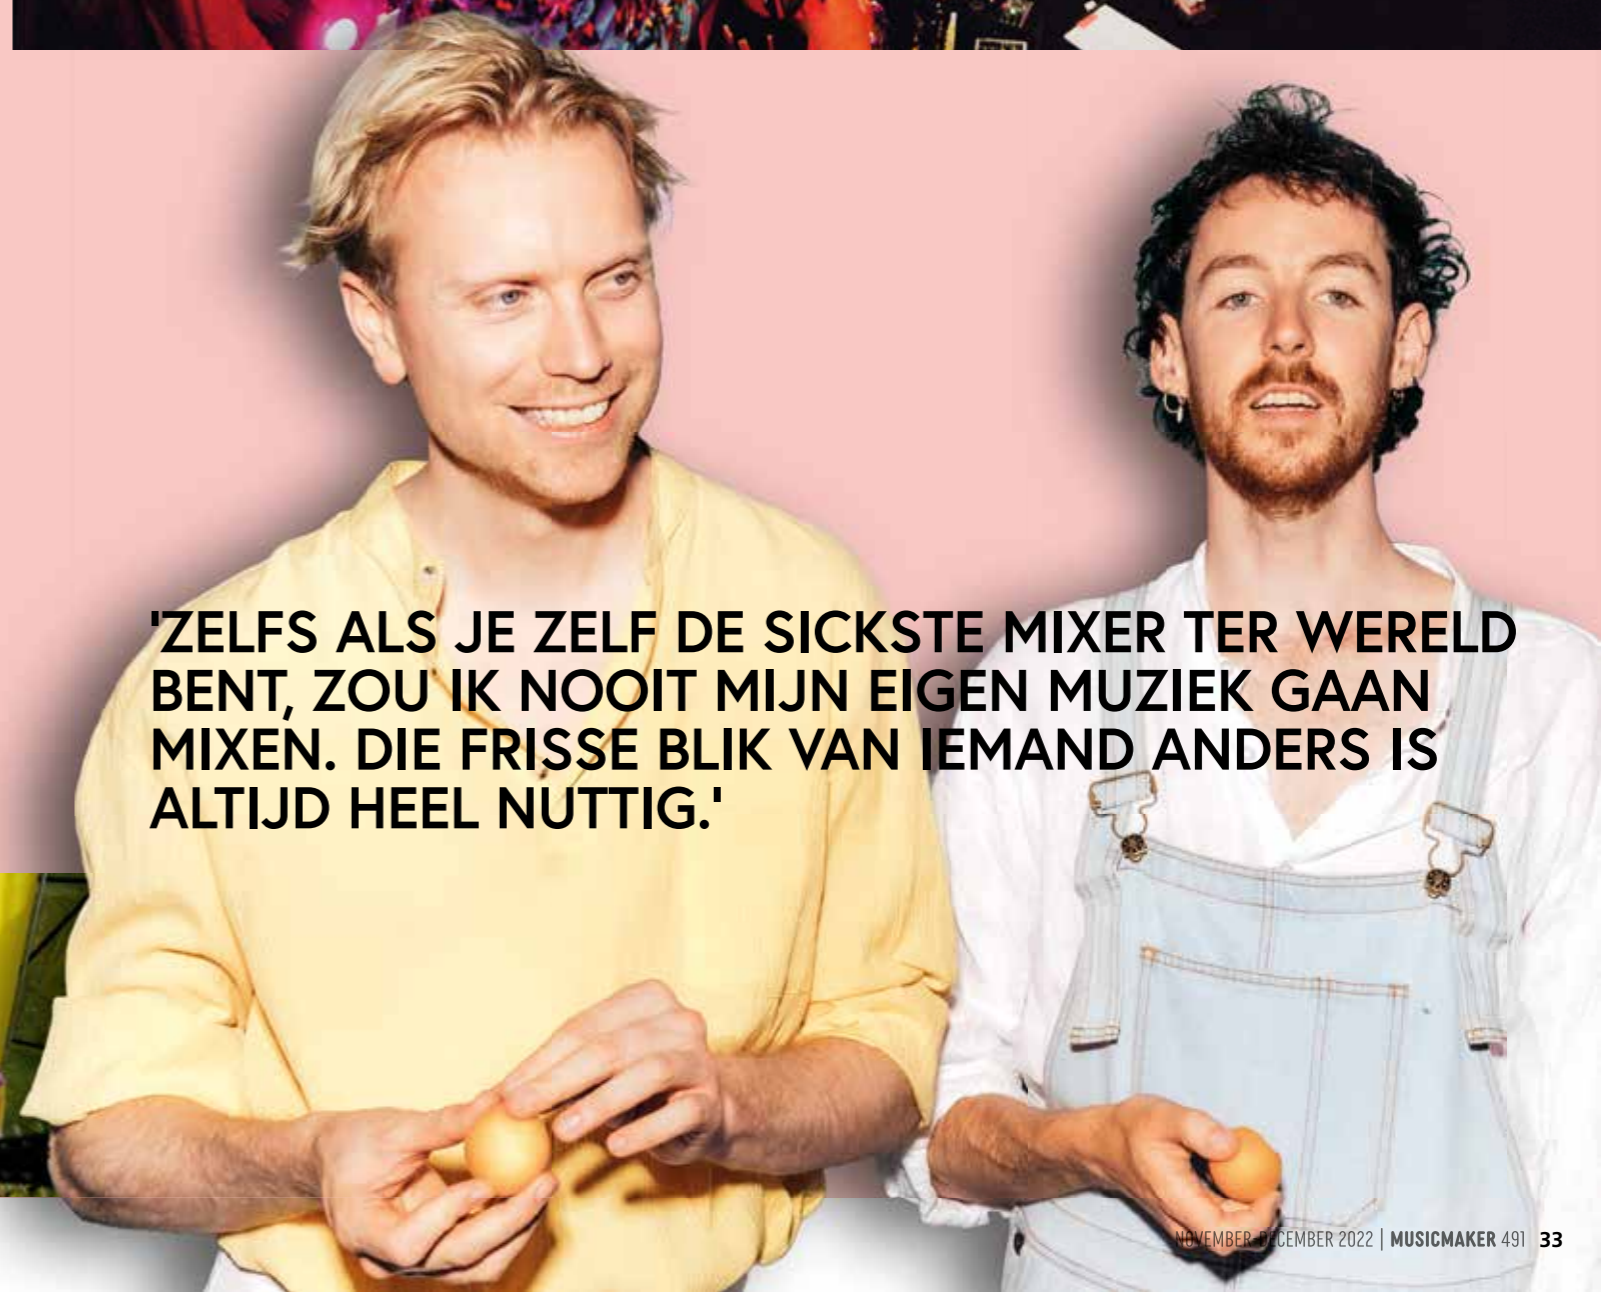 'ZELFS ALS JE ZELF DE SICKSTE MIXER TER WERELD
BENT, ZOU IK NOOIT MIJN EIGEN MUZIEK GAAN
MIXEN. DIE FRISSE BLIK VAN IEMAND ANDERS IS
ALTIJD HEEL NUTTIG.'
NOVEMBER-DECEMBER 2022 | MUSICMAKER 491 33